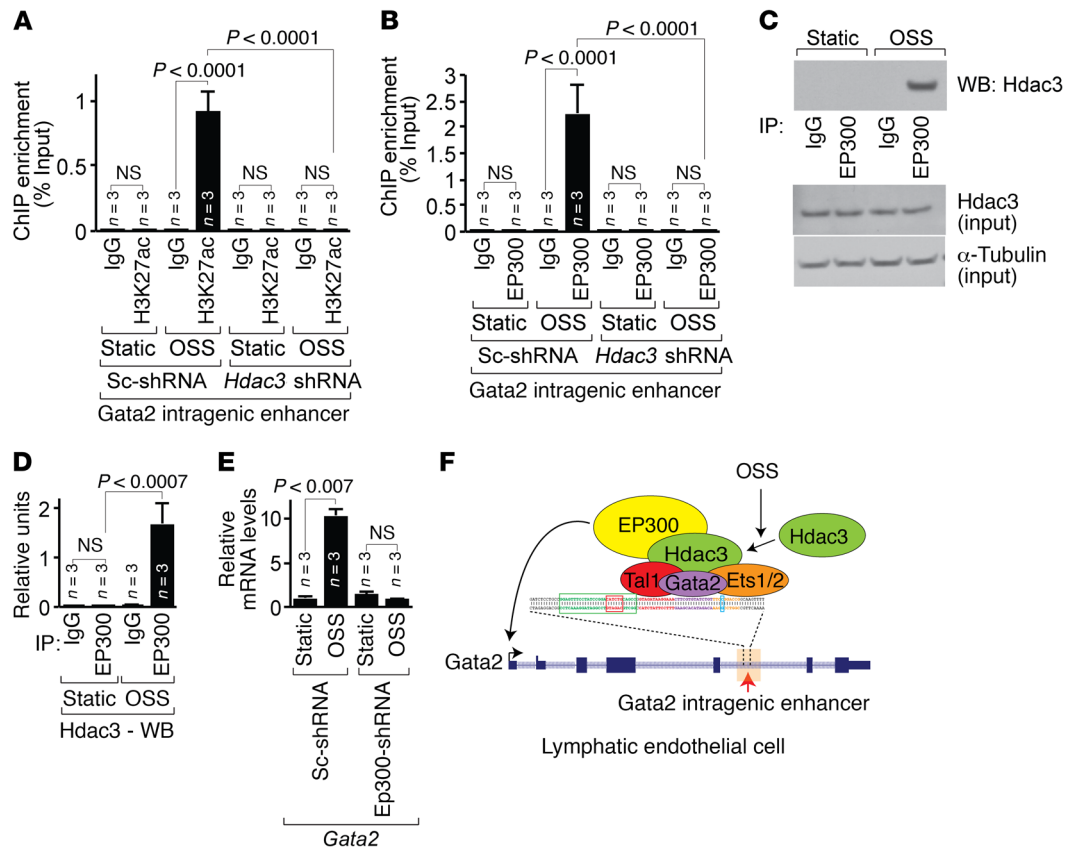 A
P < 0.0001
P < 0.0001
ChIP enrichment
(% Input)
1
0.5
0
NS
NS
NS
n = 3
n = 3
n = 3
n = 3
n = 3
n = 3
n = 3
n = 3
IgG
H3K27ac
IgG
H3K27ac
IgG
H3K27ac
IgG
H3K27ac
Static
OSS
Static
OSS
Sc-shRNA
Hdac3 shRNA
Gata2 intragenic enhancer
B
P < 0.0001
P < 0.0001
ChIP enrichment
(% Input)
3
2.5
2
1.5
1
0.5
0
NS
NS
NS
n = 3
n = 3
n = 3
n = 3
n = 3
n = 3
n = 3
n = 3
IgG
EP300
IgG
EP300
IgG
EP300
IgG
EP300
Static
OSS
Static
OSS
Sc-shRNA
Hdac3 shRNA
Gata2 intragenic enhancer
C
Static
OSS
WB: Hdac3
IP:
IgG
EP300
IgG
EP300
Hdac3
(input)
α-Tubulin
(input)
D
P < 0.0007
Relative units
2
1
0
NS
n = 3
n = 3
n = 3
n = 3
IP:
IgG
EP300
IgG
EP300
Static
OSS
Hdac3 - WB
E
P < 0.007
Relative
mRNA levels
10
5
0
NS
n = 3
n = 3
n = 3
n = 3
Static
OSS
Static
OSS
Sc-shRNA
Ep300-shRNA
Gata2
F
OSS
EP300
Hdac3
Hdac3
Tal1
Gata2
Ets1/2
Gata2
Gata2 intragenic enhancer
Lymphatic endothelial cell